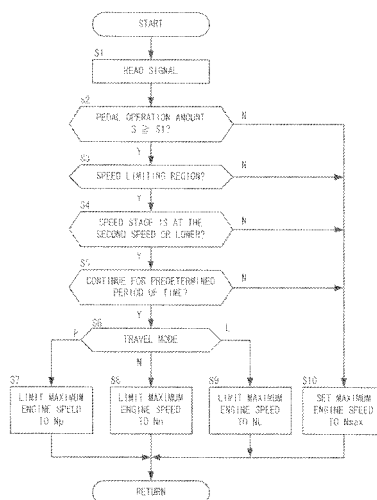 START
S1
READ SIGNAL
S2
PEDAL OPERATION AMOUNT
S ≧ S1?
N
Y
S3
SPEED LIMITING REGION?
N
Y
S4
SPEED STAGE IS AT THE
SECOND SPEED OR LOWER?
N
Y
S5
CONTINUE FOR PREDETERMINED
PERIOD OF TIME?
N
Y
S6
TRAVEL MODE
P
N
L
S7
LIMIT MAXIMUM
ENGINE SPEED
TO Np
S8
LIMIT MAXIMUM
ENGINE SPEED
TO Nn
S9
LIMIT MAXIMUM
ENGINE SPEED
TO NL
S10
SET MAXIMUM
ENGINE SPEED
TO Nmax
RETURN